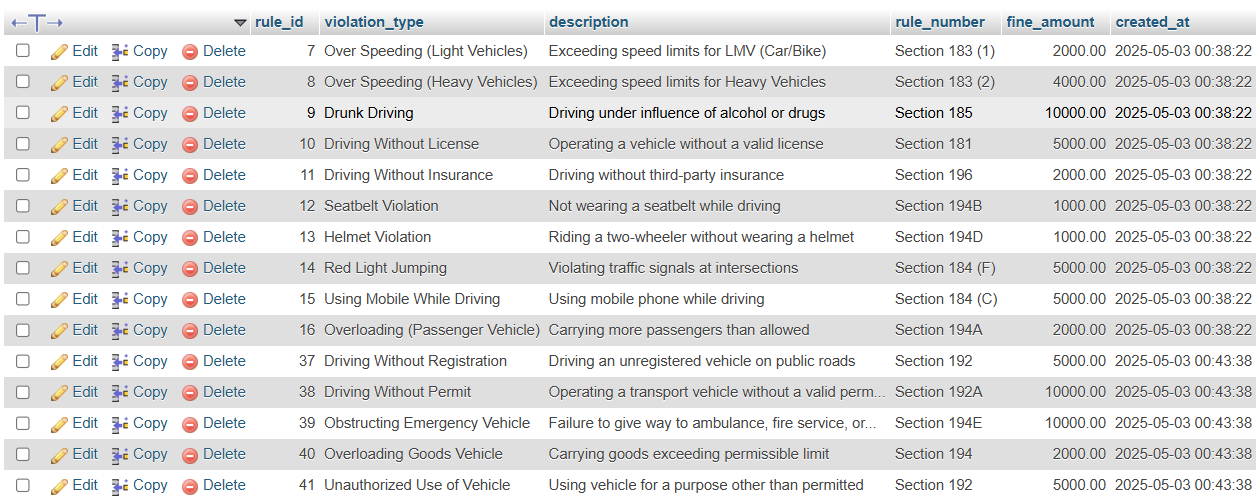 rule_id violation_type description rule_number fine_amount created_at
Edit Copy Delete 7 Over Speeding (Light Vehicles) Exceeding speed limits for LMV (Car/Bike) Section 183 (1) 2000.00 2025-05-03 00:38:22
Edit Copy Delete 8 Over Speeding (Heavy Vehicles) Exceeding speed limits for Heavy Vehicles Section 183 (2) 4000.00 2025-05-03 00:38:22
Edit Copy Delete 9 Drunk Driving Driving under influence of alcohol or drugs Section 185 10000.00 2025-05-03 00:38:22
Edit Copy Delete 10 Driving Without License Operating a vehicle without a valid license Section 181 5000.00 2025-05-03 00:38:22
Edit Copy Delete 11 Driving Without Insurance Driving without third-party insurance Section 196 2000.00 2025-05-03 00:38:22
Edit Copy Delete 12 Seatbelt Violation Not wearing a seatbelt while driving Section 194B 1000.00 2025-05-03 00:38:22
Edit Copy Delete 13 Helmet Violation Riding a two-wheeler without wearing a helmet Section 194D 1000.00 2025-05-03 00:38:22
Edit Copy Delete 14 Red Light Jumping Violating traffic signals at intersections Section 184 (F) 5000.00 2025-05-03 00:38:22
Edit Copy Delete 15 Using Mobile While Driving Using mobile phone while driving Section 184 (C) 5000.00 2025-05-03 00:38:22
Edit Copy Delete 16 Overloading (Passenger Vehicle) Carrying more passengers than allowed Section 194A 2000.00 2025-05-03 00:38:22
Edit Copy Delete 37 Driving Without Registration Driving an unregistered vehicle on public roads Section 192 5000.00 2025-05-03 00:43:38
Edit Copy Delete 38 Driving Without Permit Operating a transport vehicle without a valid perm... Section 192A 10000.00 2025-05-03 00:43:38
Edit Copy Delete 39 Obstructing Emergency Vehicle Failure to give way to ambulance, fire service, or... Section 194E 10000.00 2025-05-03 00:43:38
Edit Copy Delete 40 Overloading Goods Vehicle Carrying goods exceeding permissible limit Section 194 2000.00 2025-05-03 00:43:38
Edit Copy Delete 41 Unauthorized Use of Vehicle Using vehicle for a purpose other than permitted Section 192A 5000.00 2025-05-03 00:43:38